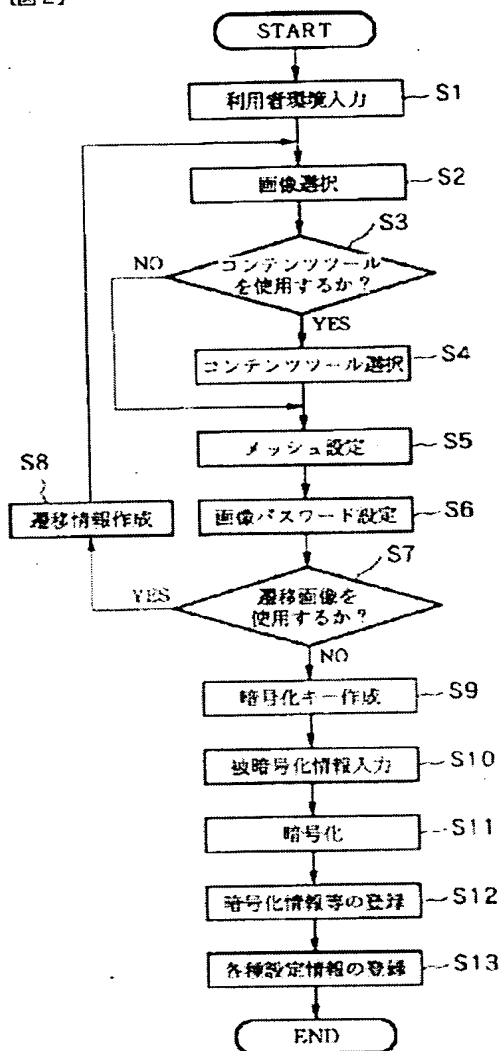 【図2】
START
利用者環境入力
S1
画像選択
S2
S3
コンテンツツール
を使用するか？
NO
YES
コンテンツツール選択
S4
メッシュ設定
S5
S8
遷移情報作成
画像パスワード設定
S6
S7
遷移画像を
使用するか？
YES
NO
暗号化キー作成
S9
被暗号化情報入力
S10
暗号化
S11
暗号化情報等の登録
S12
各種設定情報の登録
S13
END